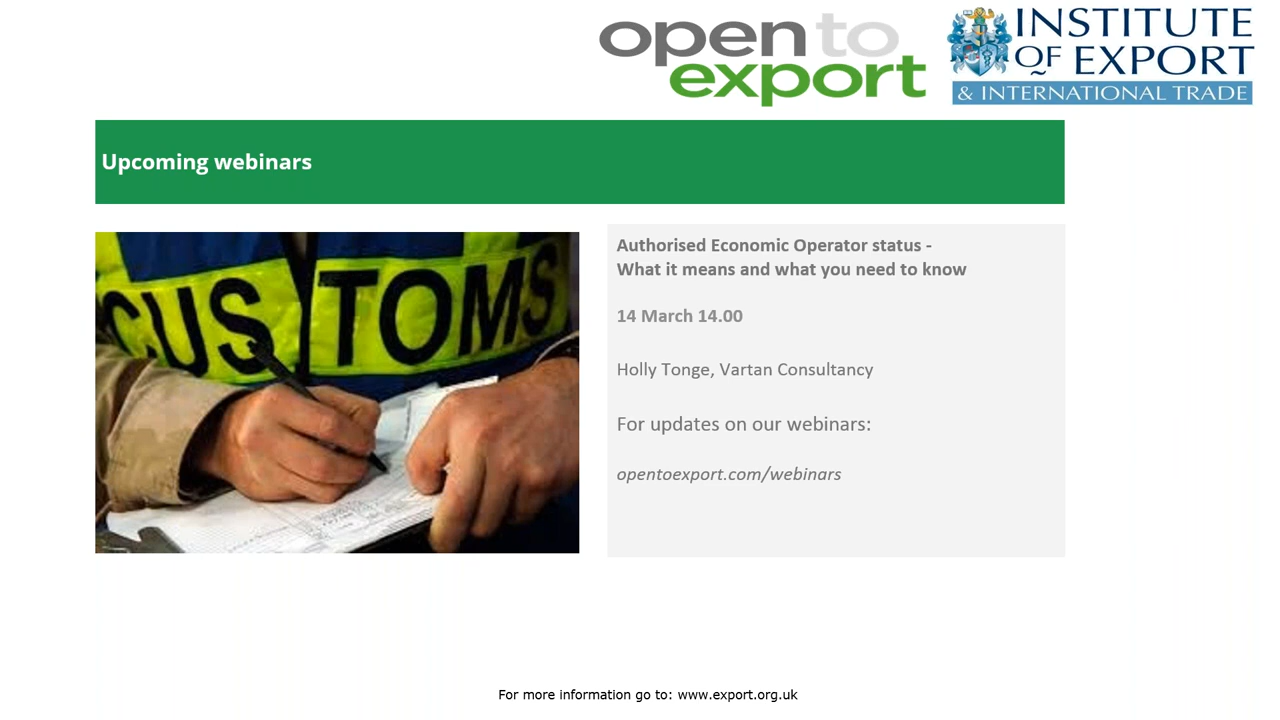 open to
export
INSTITUTE
OF EXPORT
& INTERNATIONAL TRADE
Upcoming webinars
CUSTOMS
Authorised Economic Operator status -
What it means and what you need to know
14 March 14.00
Holly Tonge, Vartan Consultancy
For updates on our webinars:
opentoexport.com/webinars
For more information go to: www.export.org.uk